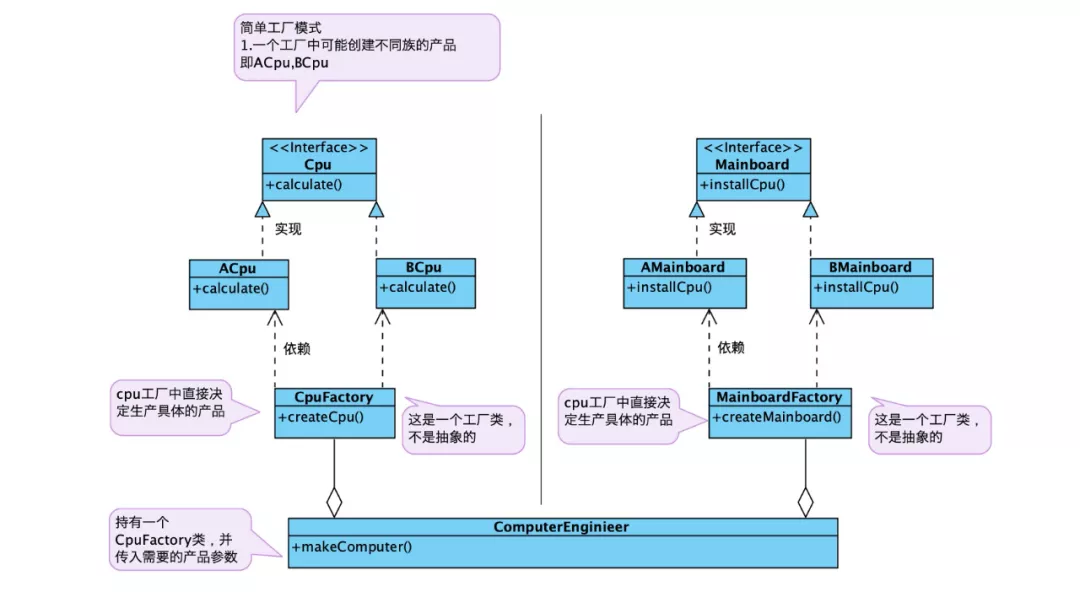 简单工厂模式
1.一个工厂中可能创建不同族的产品
即ACpu,BCpu
<<Interface>>
Cpu
+calculate()
<<Interface>>
Mainboard
+installCpu()
实现
实现
ACpu
+calculate()
BCpu
+calculate()
AMainboard
+installCpu()
BMainboard
+installCpu()
依赖
依赖
cpu工厂中直接决
定生产具体的产品
CpuFactory
+createCpu()
这是一个工厂类，
不是抽象的
cpu工厂中直接决
定生产具体的产品
MainboardFactory
+createMainboard()
这是一个工厂类，
不是抽象的
持有一个
CpuFactory类，并
传入需要的产品参数
ComputerEnginieer
+makeComputer()